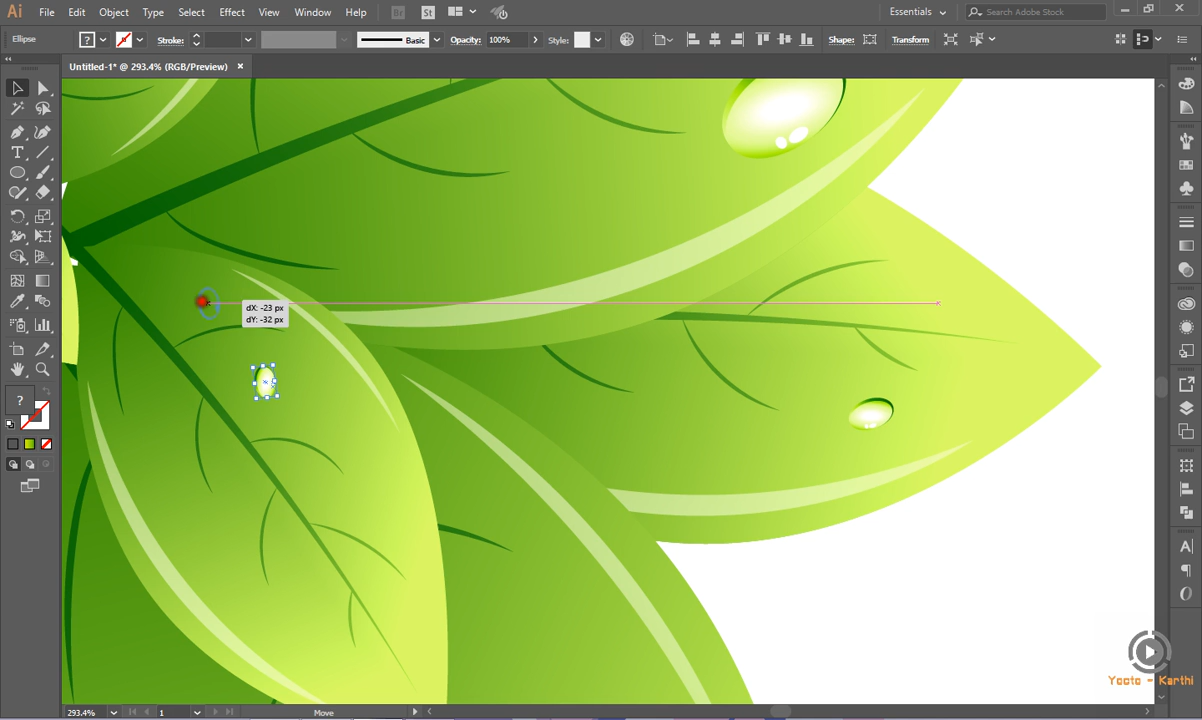 Ai File Edit Object Type Select Effect View Window Help Br St Essentials Search Adobe Stock
Ellipse ? Stroke: Basic Opacity: 100% Style: Shape: Transform
Untitled-1* @ 293.4% (RGB/Preview) ×
dX: -23 px
dY: -32 px
T
?
A
Yooto - Karthi
293.4% 1 Move